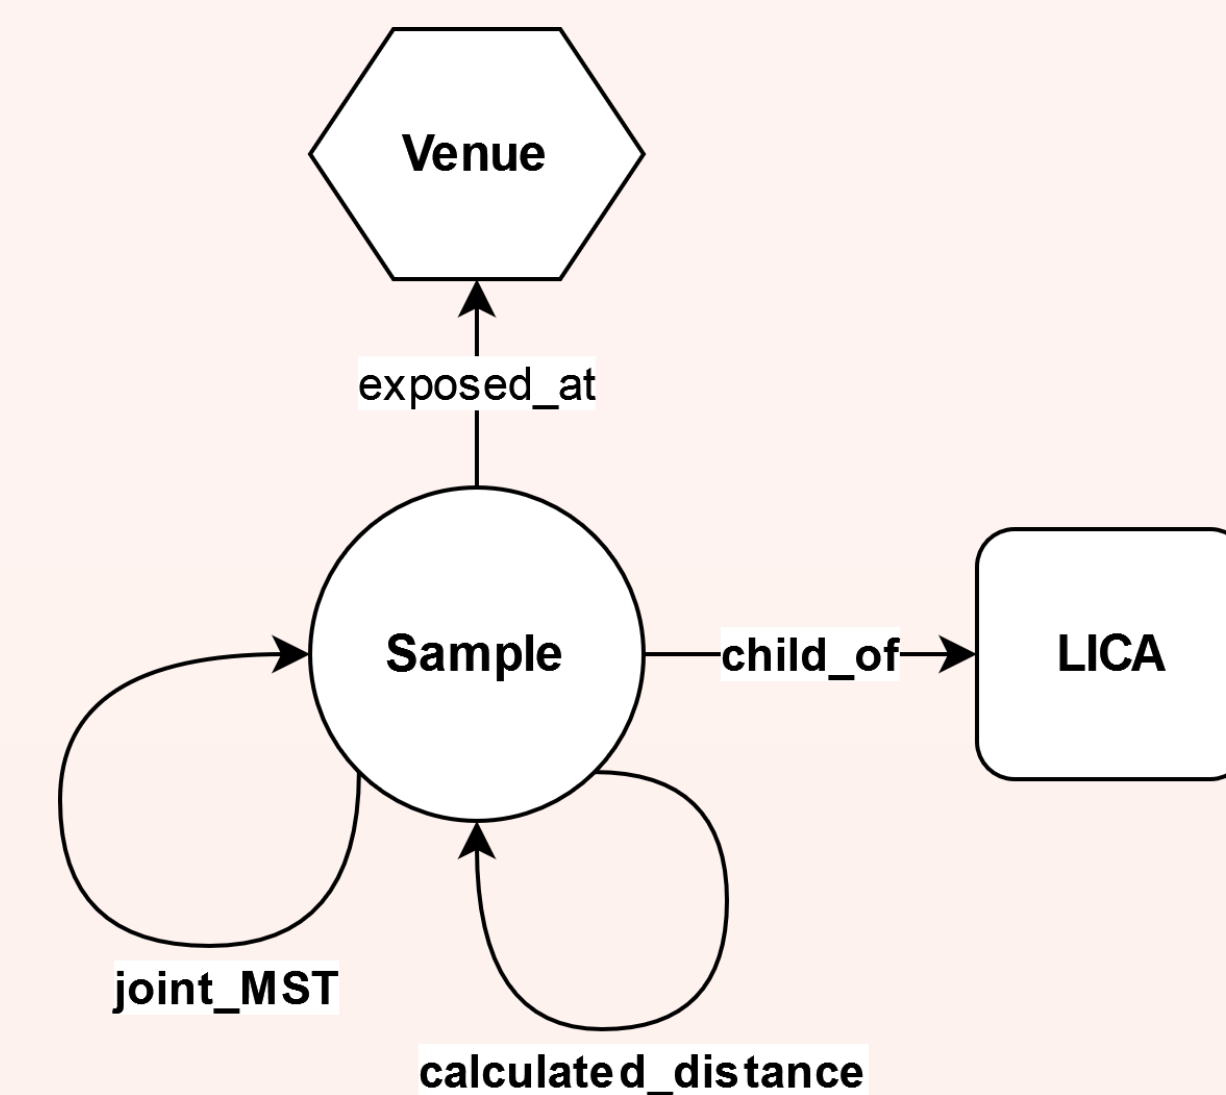 Venue
exposed_at
Sample
child_of
LICA
joint_MST
calculated_distance